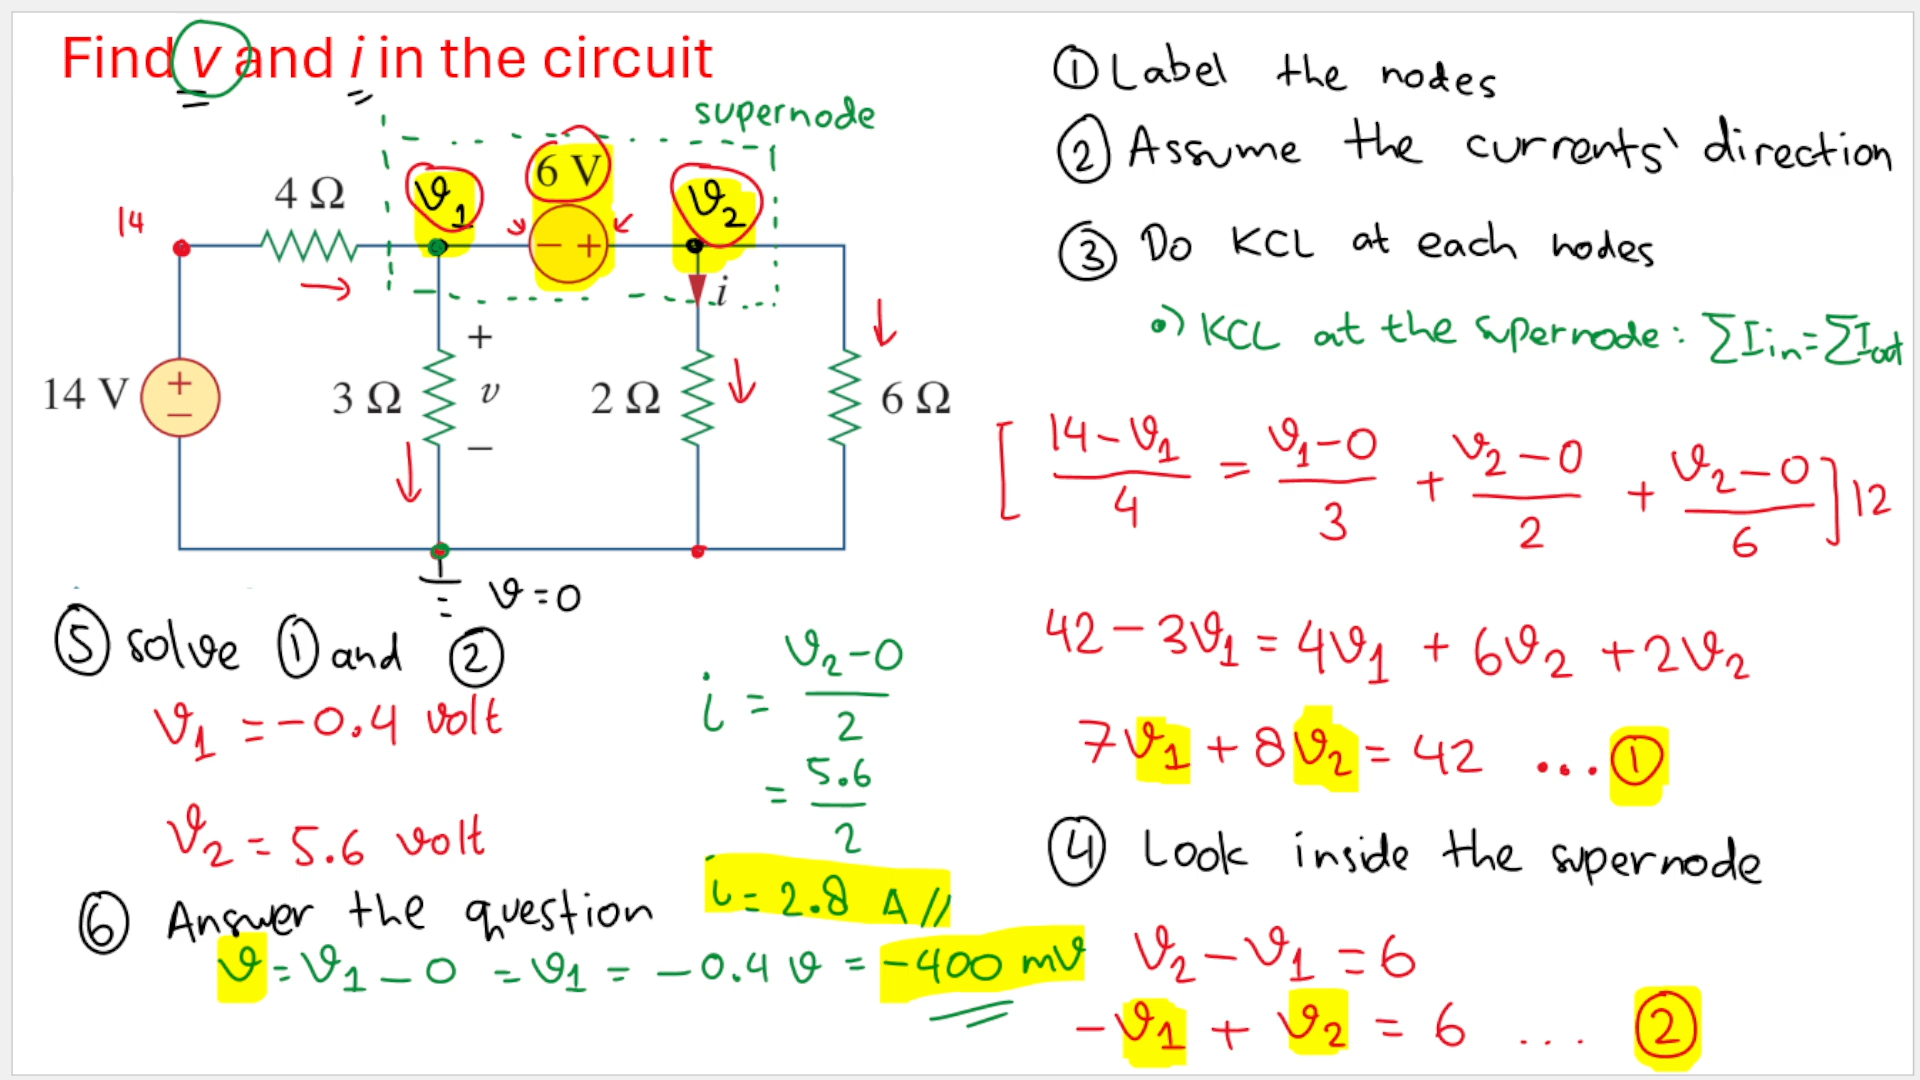 Find v and i in the circuit
supernode
14
4 Ω
v₁
6 V
v₂
− +
i
14 V
+
−
3 Ω
+
v
−
2 Ω
6 Ω
v=0
① Label the nodes
② Assume the currents' direction
③ Do KCL at each nodes
•) KCL at the supernode: ΣIin=ΣIout
[ (14-v₁)/4 = (v₁-0)/3 + (v₂-0)/2 + (v₂-0)/6 ] 12
42-3v₁ = 4v₁ + 6v₂ + 2v₂
7v₁ + 8v₂ = 42 ... ①
④ Look inside the supernode
v₂ - v₁ = 6
-v₁ + v₂ = 6 ... ②
⑤ solve ① and ②
v₁ = -0.4 volt
v₂ = 5.6 volt
i = (v₂-0)/2
= 5.6/2
i = 2.8 A //
⑥ Answer the question
v = v₁ - 0 = v₁ = -0.4 v = -400 mv